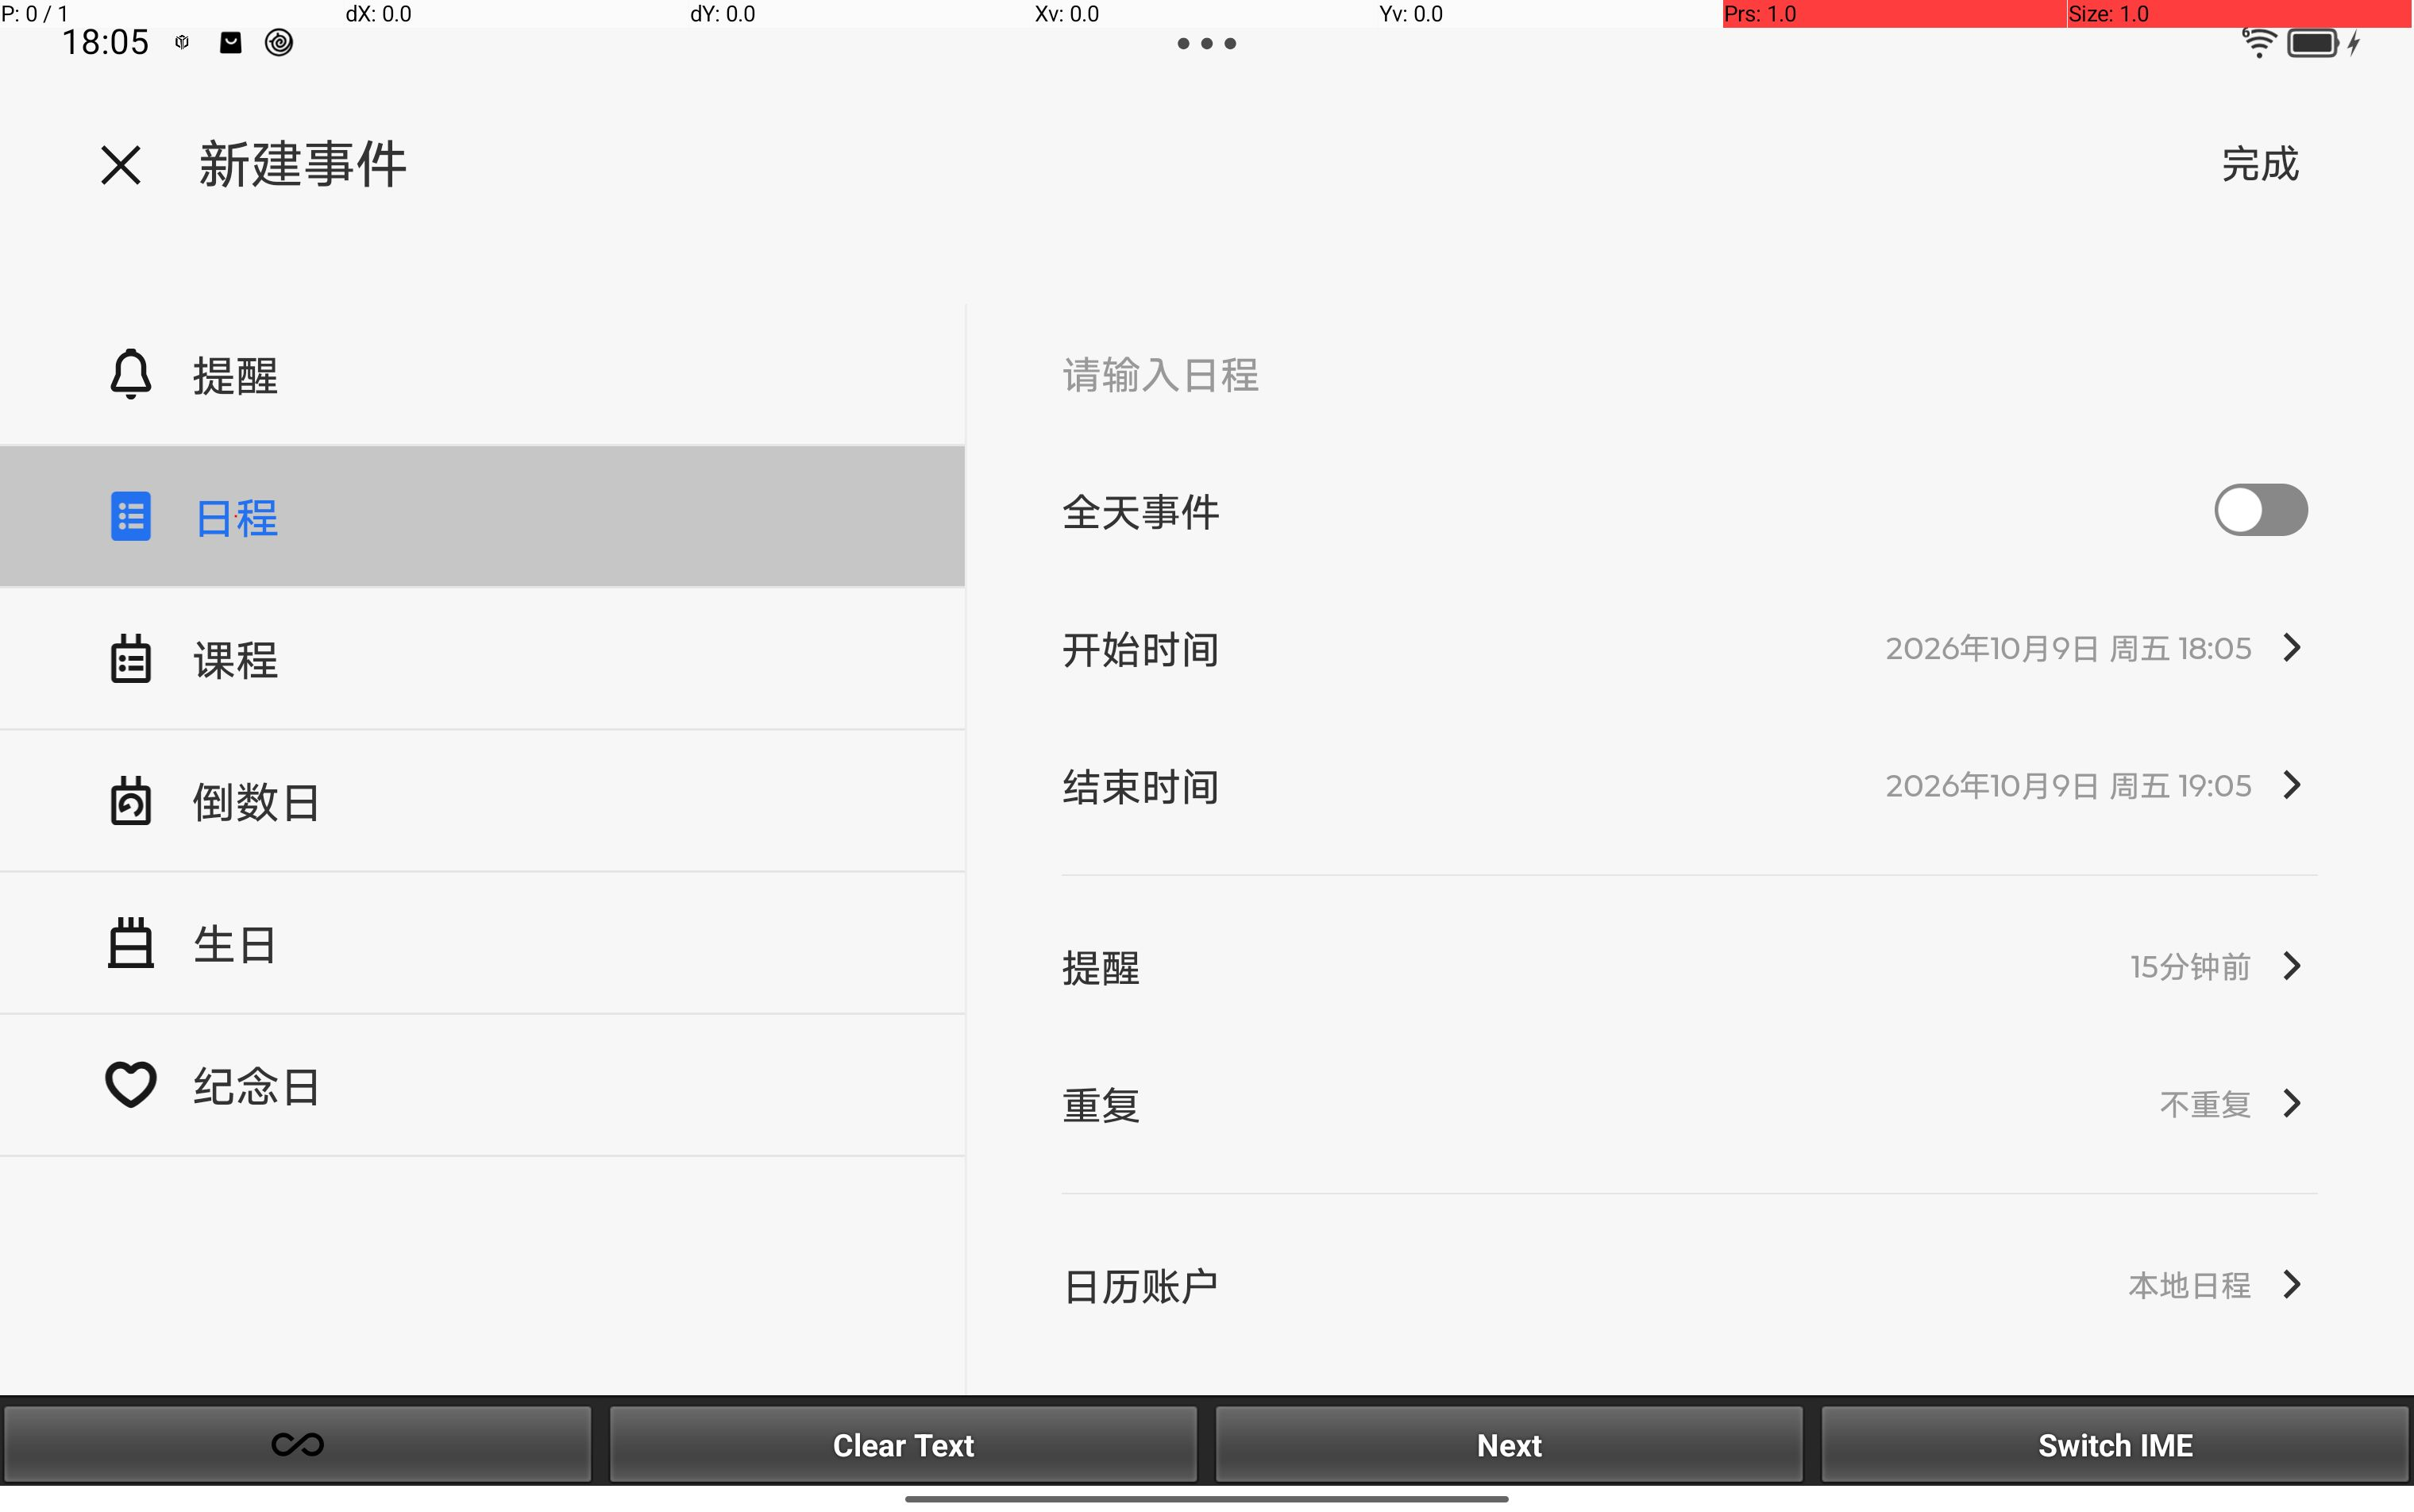 P: 0 / 1 dX: 0.0 dY: 0.0 Xv: 0.0 Yv: 0.0 Prs: 1.0 Size: 1.0
18:05 6
新建事件 完成
提醒
日程
课程
倒数日
生日
纪念日
请输入日程
全天事件
开始时间 2026年10月9日 周五 18:05
结束时间 2026年10月9日 周五 19:05
提醒 15分钟前
重复 不重复
日历账户 本地日程
Clear Text Next Switch IME